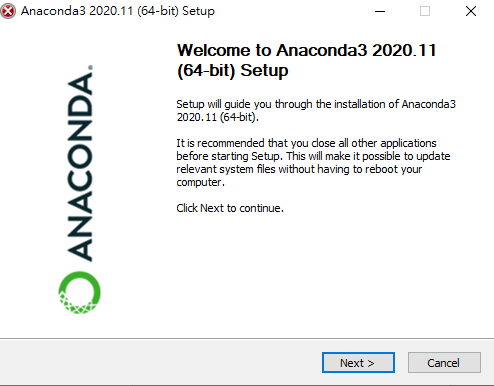 Anaconda3 2020.11 (64-bit) Setup
Welcome to Anaconda3 2020.11
(64-bit) Setup
Setup will guide you through the installation of Anaconda3
2020.11 (64-bit).
It is recommended that you close all other applications
before starting Setup. This will make it possible to update
relevant system files without having to reboot your
computer.
Click Next to continue.
ANACONDA.
Next >
Cancel